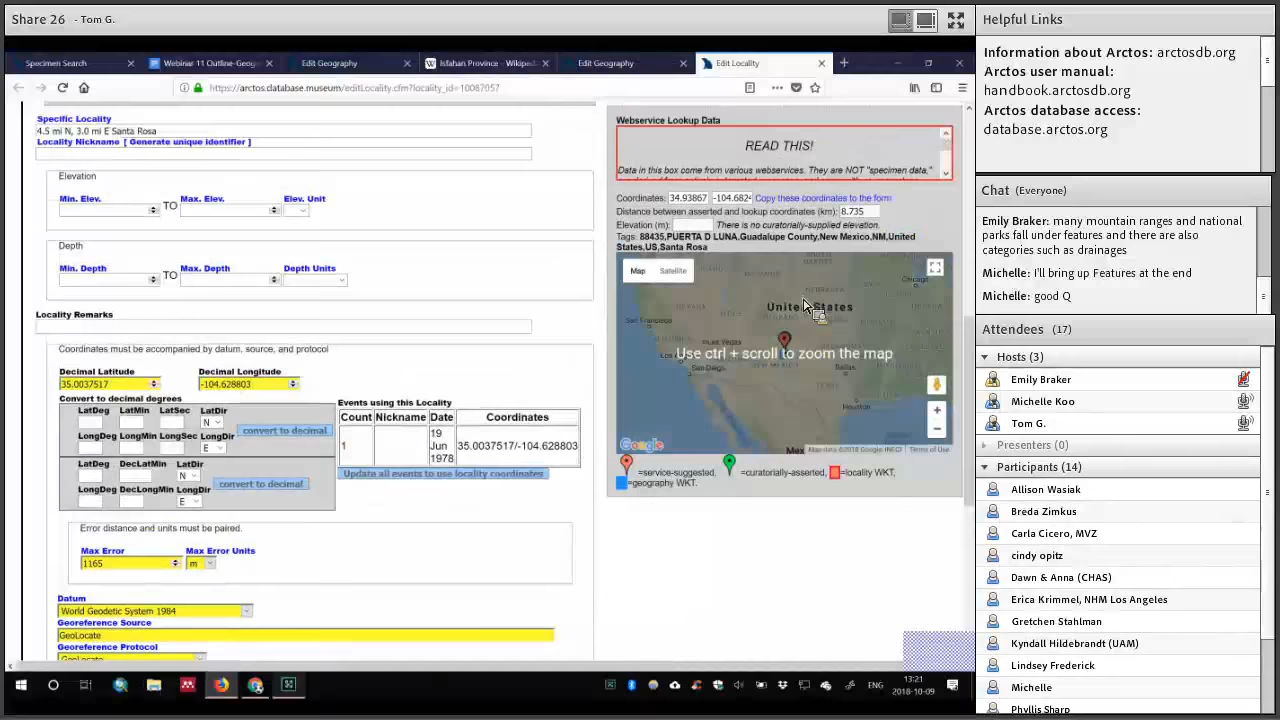 Share 26 - Tom G.
Specimen Search
Webinar 11 Outline-Geog
Edit Geography
Isfahan Province - Wikiped
Edit Geography
Edit Locality
https://arctos.database.museum/editLocality.cfm?locality_id=10087057
Specific Locality
4.5 mi N, 3.0 mi E Santa Rosa
Locality Nickname [ Generate unique identifier ]
Elevation
Min. Elev.
TO
Max. Elev.
Elev. Unit
Depth
Min. Depth
TO
Max. Depth
Depth Units
Locality Remarks
Coordinates must be accompanied by datum, source, and protocol
Decimal Latitude
Decimal Longitude
35.0037517
-104.628803
Convert to decimal degrees
LatDeg LatMin LatSec LatDir
N
convert to decimal
LongDeg LongMin LongSec LongDir
E
LatDeg DecLatMin LatDir
N
convert to decimal
LongDeg DecLongMin LongDir
E
Events using this Locality
Count Nickname Date Coordinates
1 19 Jun 1978 35.0037517/-104.628803
Update all events to use locality coordinates
Error distance and units must be paired.
Max Error
Max Error Units
1165
m
Datum
World Geodetic System 1984
Georeference Source
GeoLocate
Georeference Protocol
GeoLocate
Webservice Lookup Data
READ THIS!
Data in this box come from various webservices. They are NOT "specimen data,"
Coordinates: 34.93867 -104.6824 Copy these coordinates to the form
Distance between asserted and lookup coordinates (km): 8.735
Elevation (m): There is no curatorially-supplied elevation.
Tags: 88435,PUERTA D LUNA,Guadalupe County,New Mexico,NM,United
States,US,Santa Rosa
Map
Satellite
Chicago
United States
San Francisco
Use ctrl + scroll to zoom the map
San Diego
Dallas
Houston
Google
Map data ©2018 Google, INEGI
Terms of Use
=service-suggested,
=curatorially-asserted,
=locality WKT,
=geography WKT.
ENG
13:21
2018-10-09
Helpful Links
Information about Arctos: arctosdb.org
Arctos user manual:
handbook.arctosdb.org
Arctos database access:
database.arctos.org
Chat (Everyone)
Emily Braker: many mountain ranges and national
parks fall under features and there are also
categories such as drainages
Michelle: I'll bring up Features at the end
Michelle: good Q
Attendees (17)
Hosts (3)
Emily Braker
Michelle Koo
Tom G.
Presenters (0)
Participants (14)
Allison Wasiak
Breda Zimkus
Carla Cicero, MVZ
cindy opitz
Dawn & Anna (CHAS)
Erica Krimmel, NHM Los Angeles
Gretchen Stahlman
Kyndall Hildebrandt (UAM)
Lindsey Frederick
Michelle
Phyllis Sharp